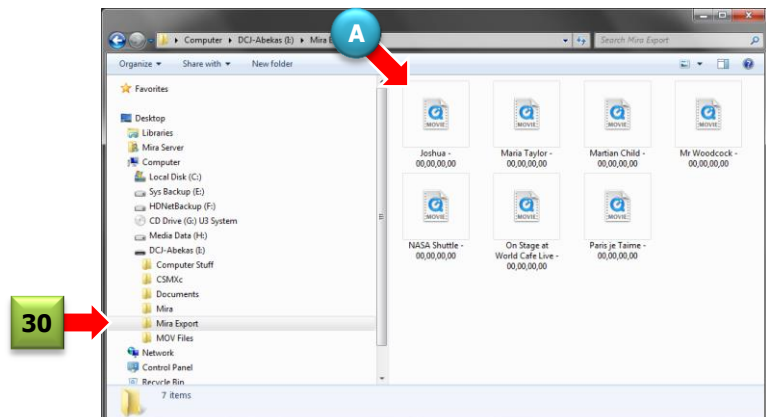 A
Computer ▸ DCJ-Abekas (I:) ▸ Mira E
Search Mira Export
Organize ▾ Share with ▾ New folder
Favorites
Desktop
Libraries
Mira Server
Computer
Local Disk (C:)
Sys Backup (E:)
HDNetBackup (F:)
CD Drive (G:) U3 System
Media Data (H:)
DCJ-Abekas (I:)
Computer Stuff
CSMXc
Documents
Mira
30
Mira Export
MOV Files
Network
Control Panel
Recycle Bin
MOVIE
MOVIE
MOVIE
MOVIE
Joshua -
00,00,00,00
Maria Taylor -
00,00,00,00
Martian Child -
00,00,00,00
Mr Woodcock -
00,00,00,00
MOVIE
MOVIE
MOVIE
NASA Shuttle -
00,00,00,00
On Stage at
World Cafe Live -
00,00,00,00
Paris je Taime -
00,00,00,00
7 items